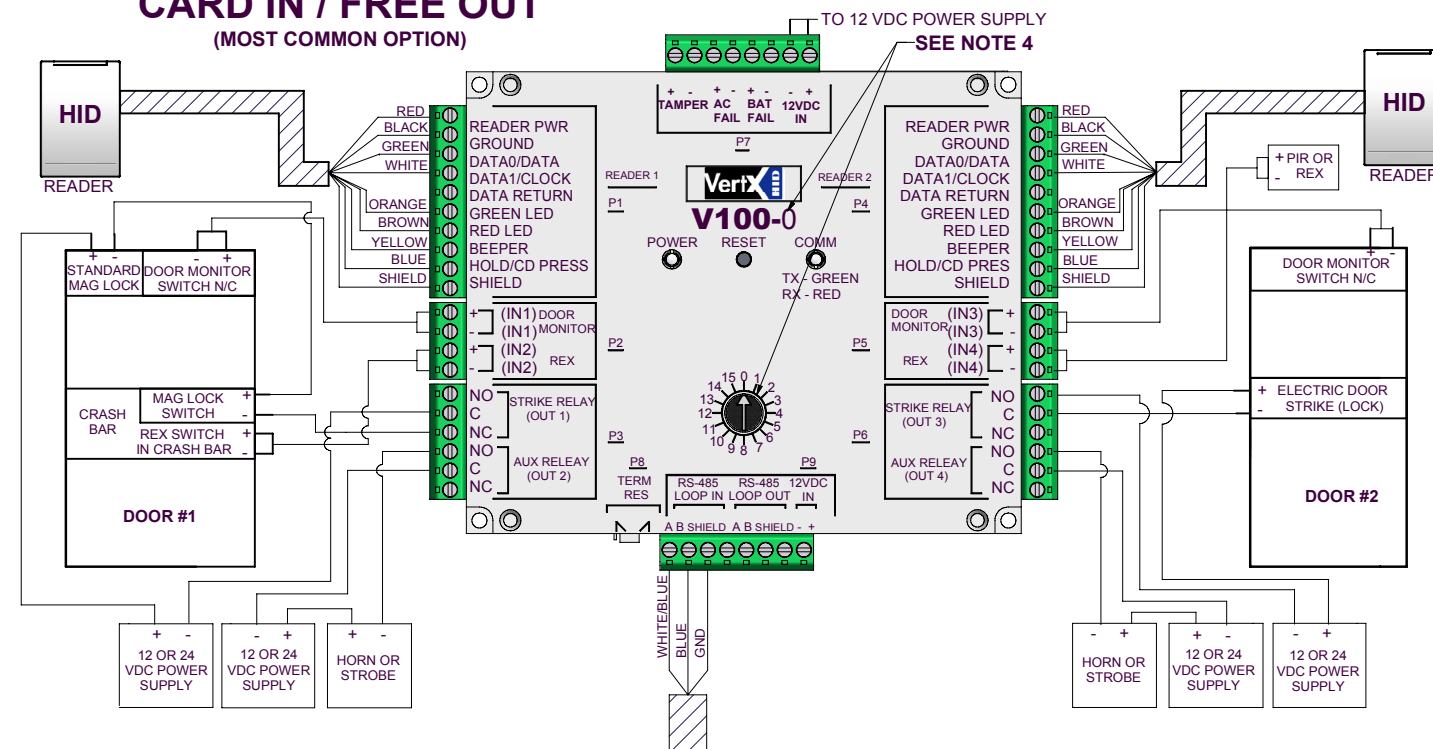 CARD IN / FREE OUT
(MOST COMMON OPTION)
TO 12 VDC POWER SUPPLY
SEE NOTE 4
HID
READER
RED
BLACK
GREEN
WHITE
ORANGE
BROWN
YELLOW
BLUE
SHIELD
READER PWR
GROUND
DATA0/DATA
DATA1/CLOCK
DATA RETURN
GREEN LED
RED LED
BEEPER
HOLD/CD PRESS
SHIELD
+ - + - + - - +
TAMPER AC BAT 12VDC
FAIL FAIL IN
P7
READER 1
P1
VertX HID
V100-0
READER 2
P4
POWER RESET COMM
TX - GREEN
RX - RED
READER PWR
GROUND
DATA0/DATA
DATA1/CLOCK
DATA RETURN
GREEN LED
RED LED
BEEPER
HOLD/CD PRES
SHIELD
RED
BLACK
GREEN
WHITE
ORANGE
BROWN
YELLOW
BLUE
SHIELD
HID
READER
+ PIR OR
- REX
+ -
STANDARD
MAG LOCK
- +
DOOR MONITOR
SWITCH N/C
MAG LOCK +
SWITCH -
CRASH
BAR
REX SWITCH +
IN CRASH BAR -
DOOR #1
+ (IN1) DOOR
- (IN1) MONITOR
+ (IN2) REX
- (IN2)
P2
NO
C
NC
STRIKE RELAY
(OUT 1)
P3
NO
C
NC
AUX RELEAY
(OUT 2)
P8
TERM
RES
15 0 1 2 3 4 5 6 7 8 9 10 11 12 13 14
DOOR (IN3) +
MONITOR (IN3) -
REX (IN4) +
(IN4) -
P5
STRIKE RELAY
(OUT 3)
NO
C
NC
P6
AUX RELEAY
(OUT 4)
NO
C
NC
P9
RS-485 RS-485 12VDC
LOOP IN LOOP OUT IN
A B SHIELD A B SHIELD - +
WHITE/BLUE
BLUE
GND
+ -
DOOR MONITOR
SWITCH N/C
+ ELECTRIC DOOR
- STRIKE (LOCK)
DOOR #2
+ -
12 OR 24
VDC POWER
SUPPLY
- +
12 OR 24
VDC POWER
SUPPLY
+ -
HORN OR
STROBE
- +
HORN OR
STROBE
+ -
12 OR 24
VDC POWER
SUPPLY
- +
12 OR 24
VDC POWER
SUPPLY